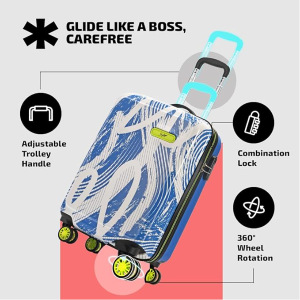 GLIDE LIKE A BOSS,
CAREFREE
Adjustable
Trolley
Handle
Combination
Lock
360°
Wheel
Rotation